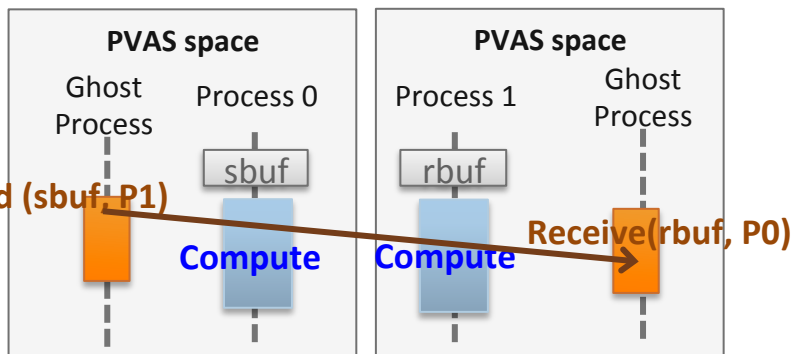 PVAS space
PVAS space
Ghost
Process
Process 0
Process 1
Ghost
Process
sbuf
rbuf
d (sbuf, P1)
Receive(rbuf, P0)
Compute
Compute